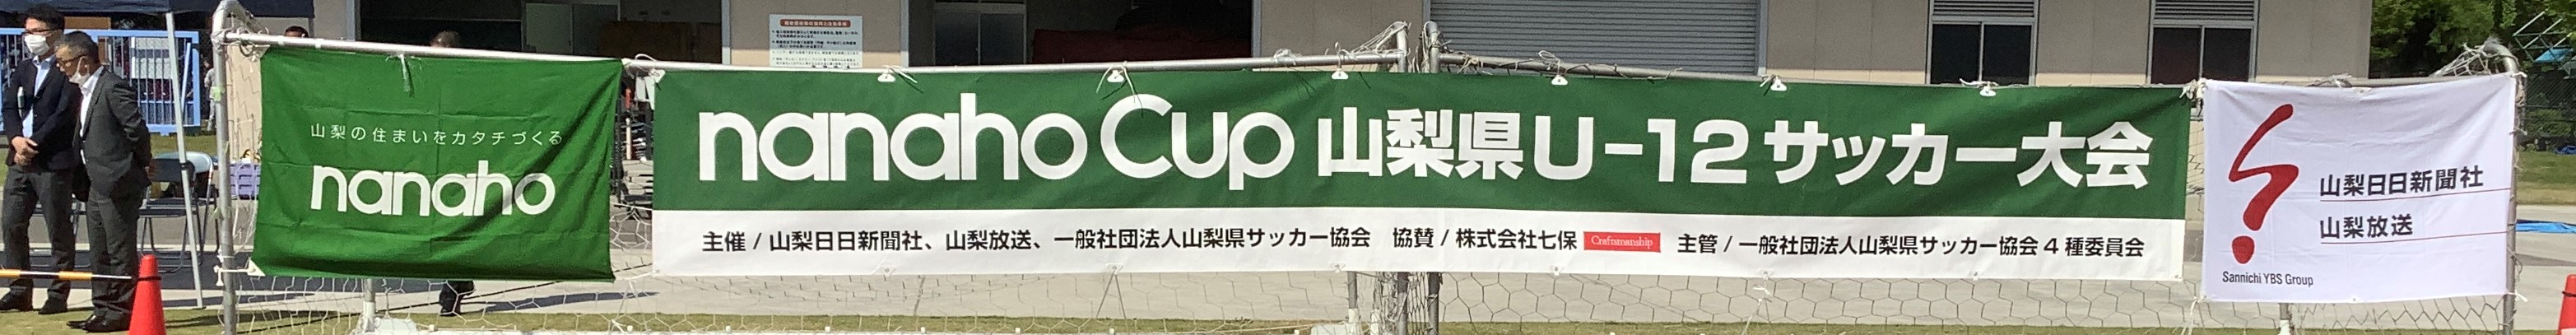 山梨の住まいをカタチづくる
nanaho
nanaho Cup 山梨県U-12サッカー大会
主催 / 山梨日日新聞社、山梨放送、一般社団法人山梨県サッカー協会 協賛 / 株式会社七保 Craftsmanship 主管 / 一般社団法人山梨県サッカー協会4種委員会
山梨日日新聞社
山梨放送
Sannichi YBS Group